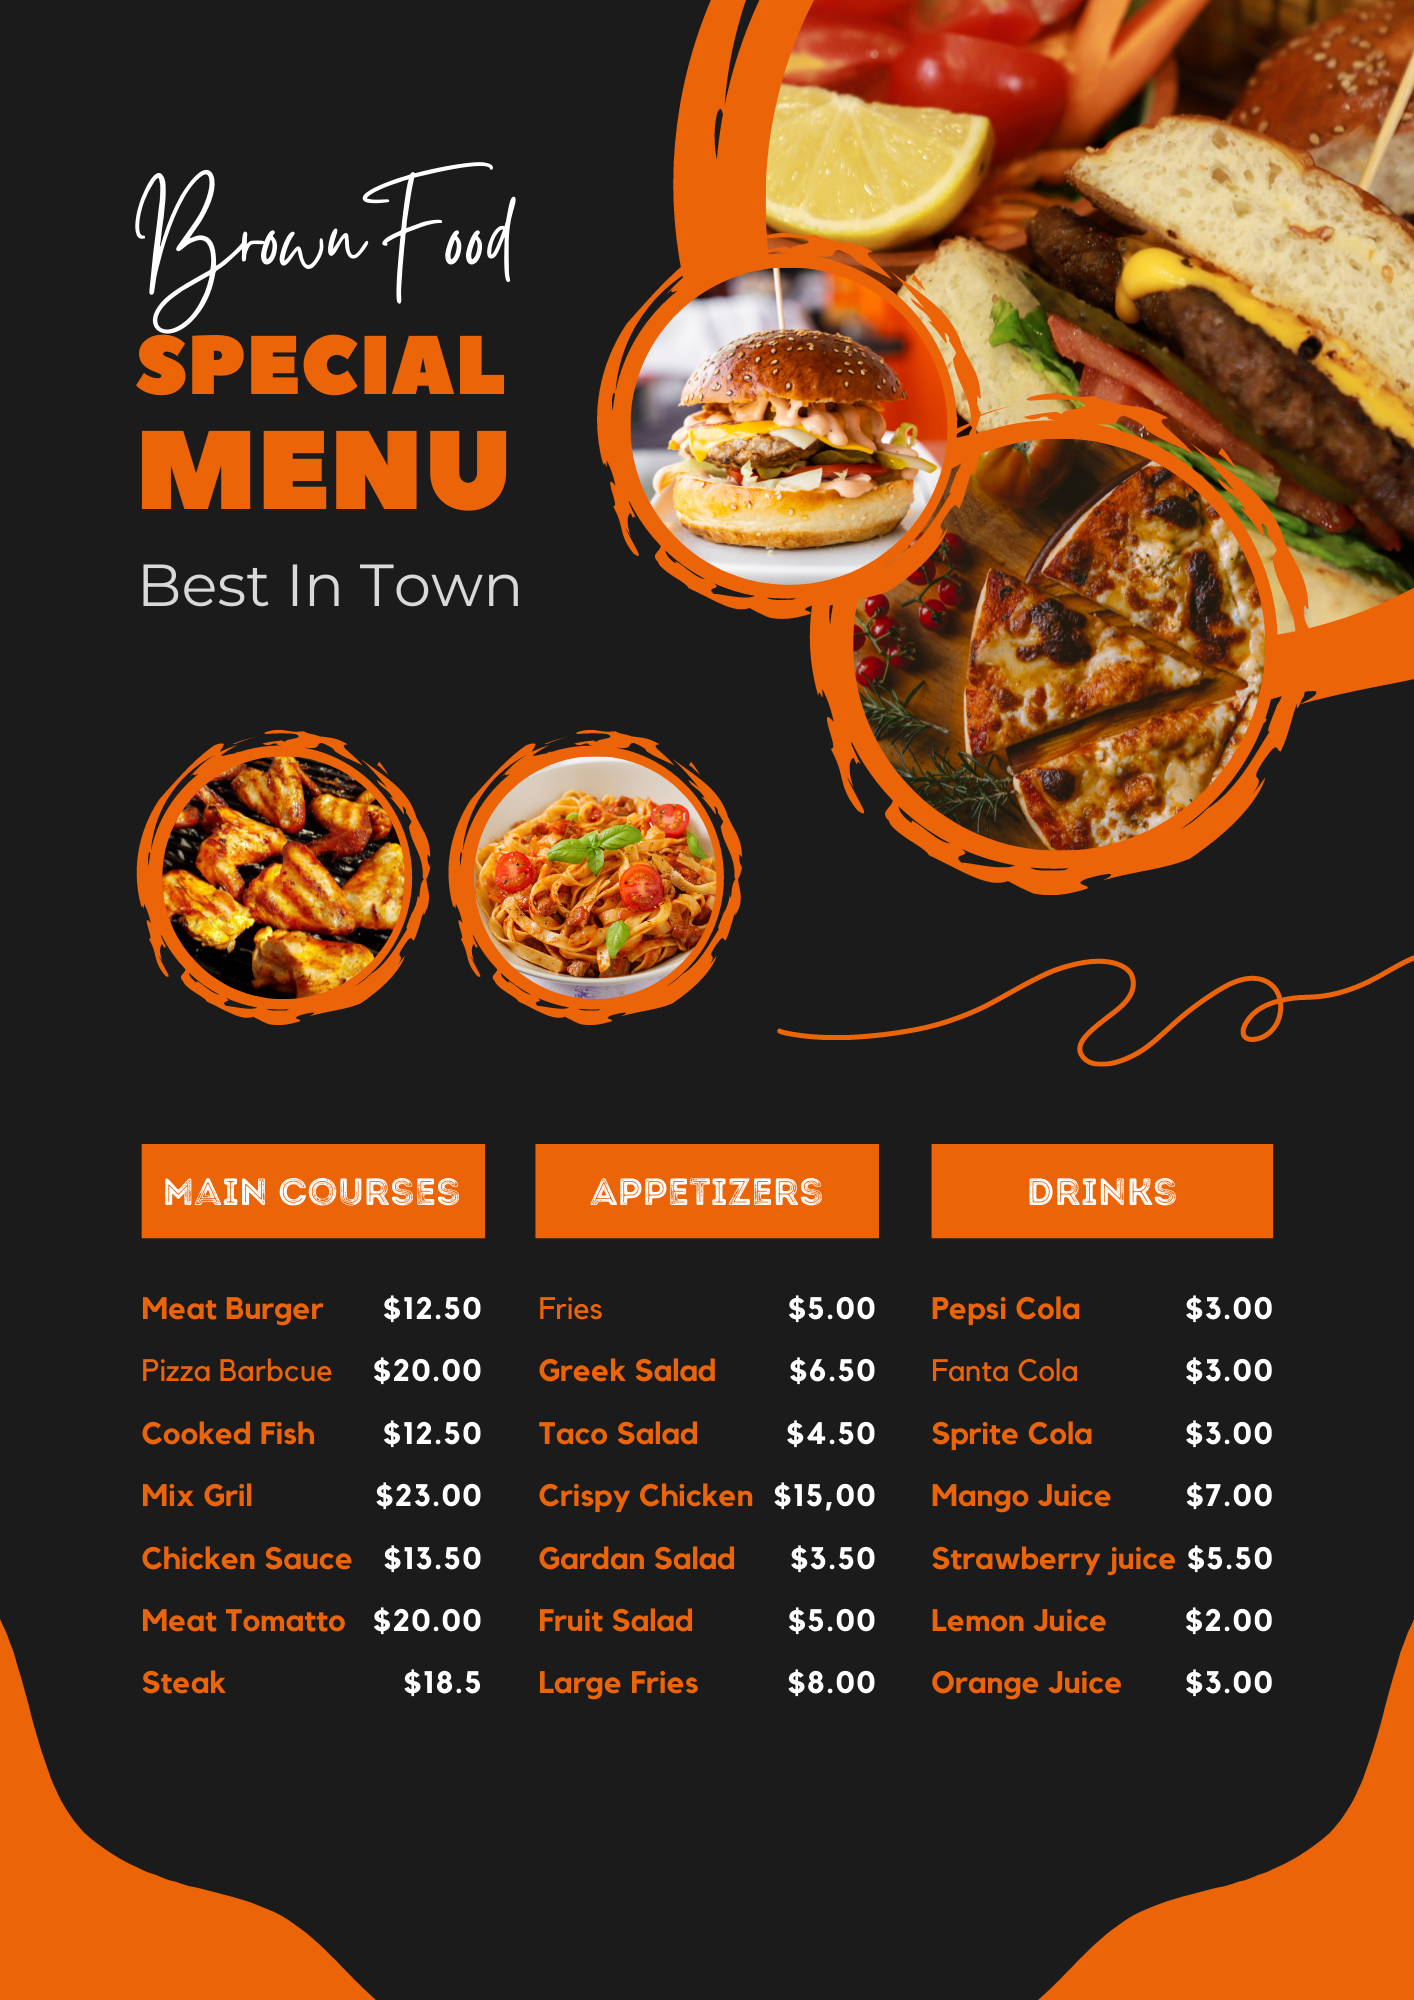 Brown Food
SPECIAL
MENU
Best In Town
MAIN COURSES
Meat Burger $12.50
Pizza Barbcue $20.00
Cooked Fish $12.50
Mix Gril $23.00
Chicken Sauce $13.50
Meat Tomatto $20.00
Steak $18.5
APPETIZERS
Fries $5.00
Greek Salad $6.50
Taco Salad $4.50
Crispy Chicken $15,00
Gardan Salad $3.50
Fruit Salad $5.00
Large Fries $8.00
DRINKS
Pepsi Cola $3.00
Fanta Cola $3.00
Sprite Cola $3.00
Mango Juice $7.00
Strawberry juice $5.50
Lemon Juice $2.00
Orange Juice $3.00